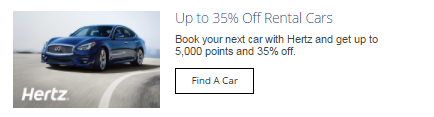 Up to 35% Off Rental Cars
Book your next car with Hertz and get up to
5,000 points and 35% off.
Find A Car
Hertz.